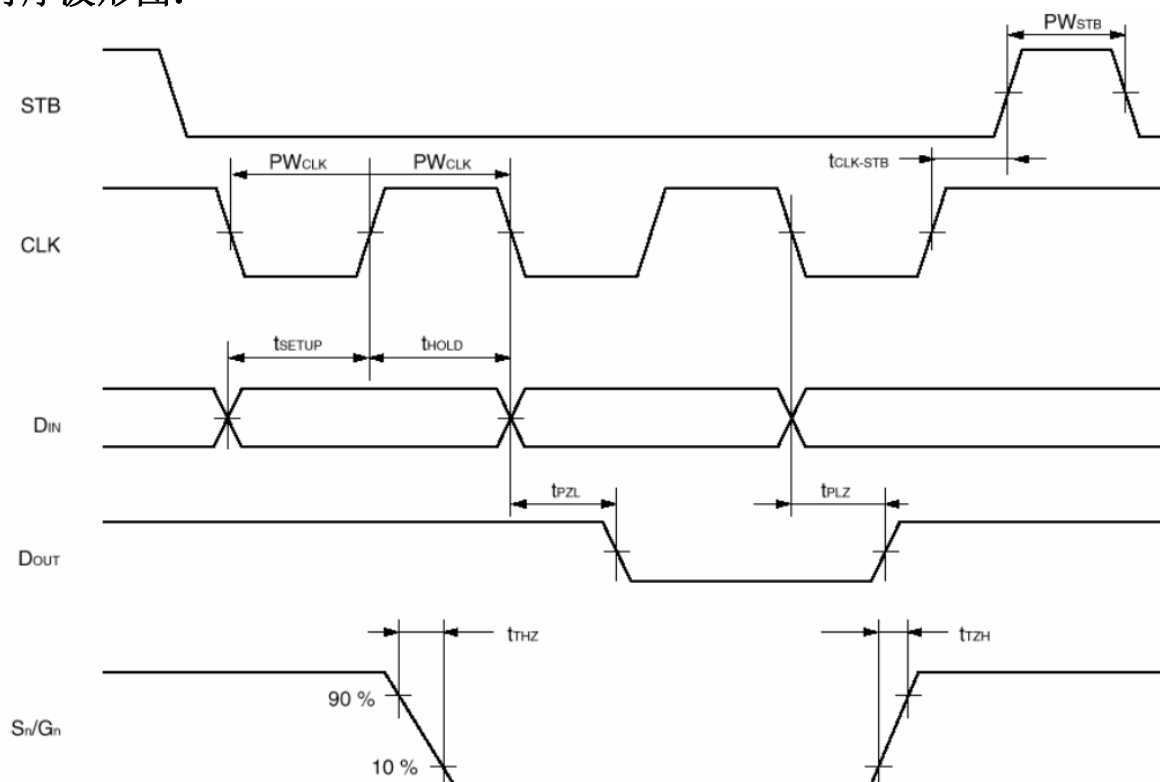 序波形图：
PWSTB
STB
tCLK-STB
PWCLK PWCLK
CLK
tSETUP tHOLD
DIN
tPZL tPLZ
DOUT
tTHZ tTZH
90 %
Sn/Gn
10 %